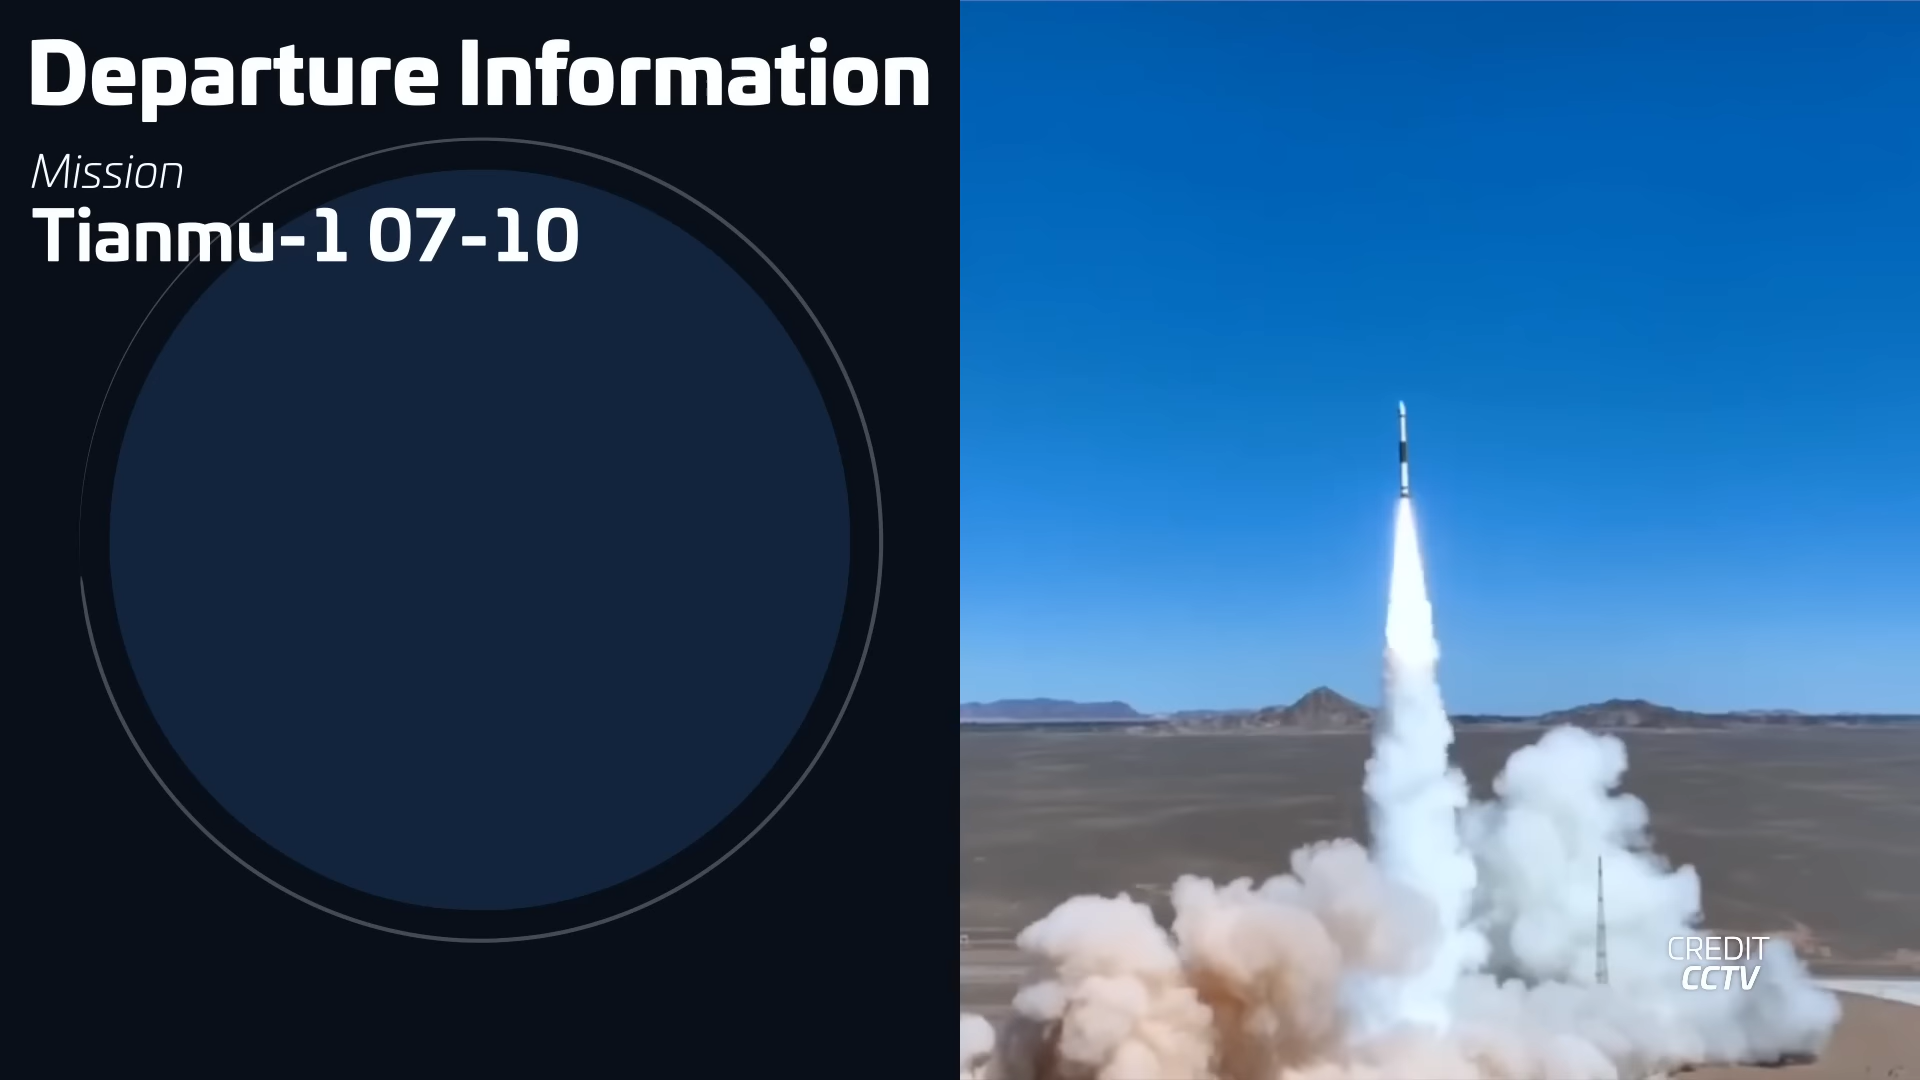 Departure Information
Mission
Tianmu-1 07-10
CREDIT
CCTV